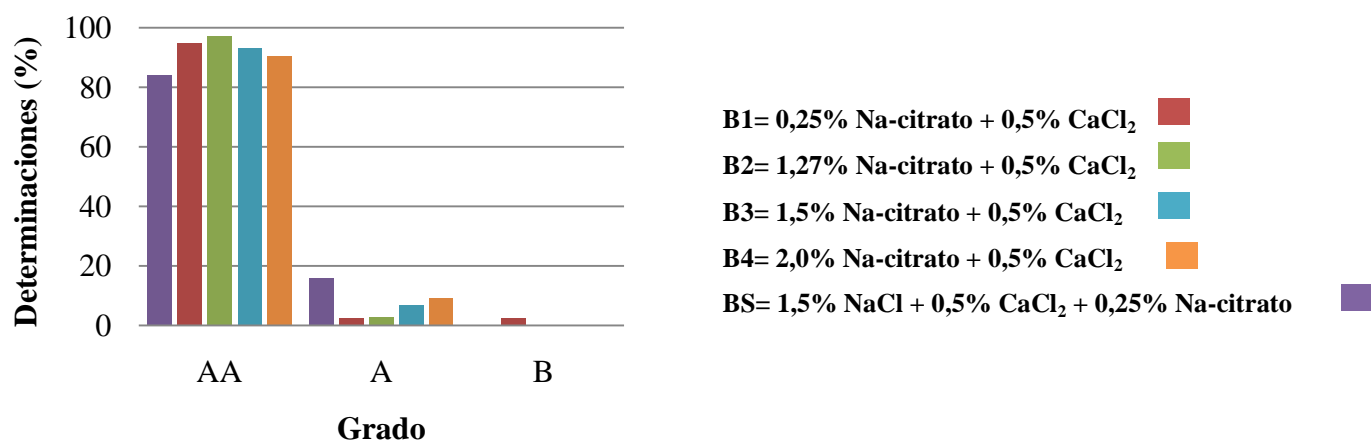 100
80
60
40
20
0
Determinaciones (%)
AA A B
Grado
B1= 0,25% Na-citrato + 0,5% CaCl₂
B2= 1,27% Na-citrato + 0,5% CaCl₂
B3= 1,5% Na-citrato + 0,5% CaCl₂
B4= 2,0% Na-citrato + 0,5% CaCl₂
BS= 1,5% NaCl + 0,5% CaCl₂ + 0,25% Na-citrato